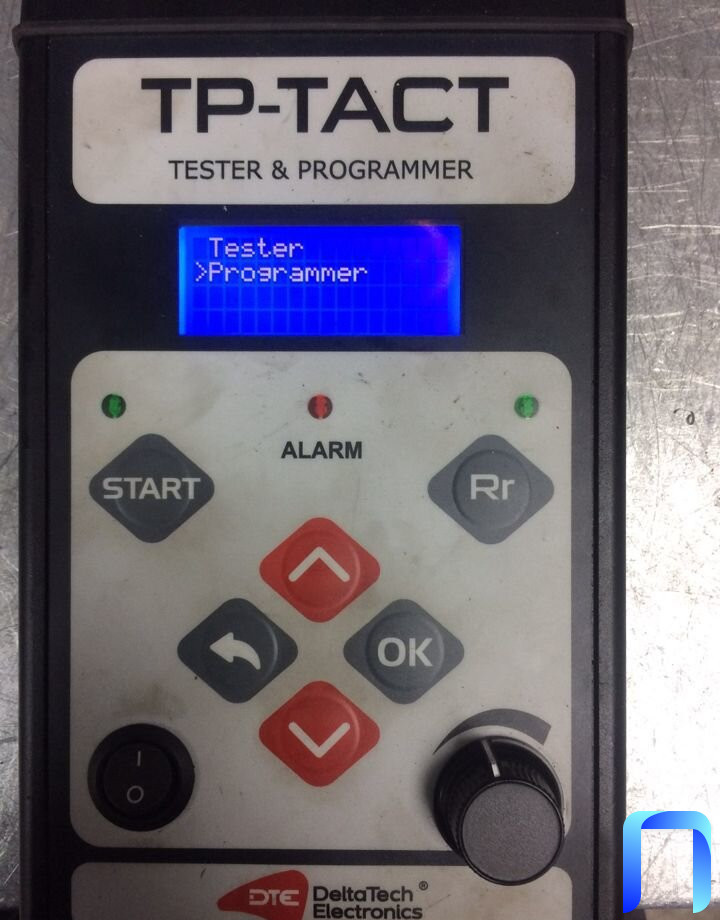 TP-TACT
TESTER & PROGRAMMER
Tester
>Programmer
ALARM
START
Rr
OK
I
O
DTE DeltaTech ®
Electronics